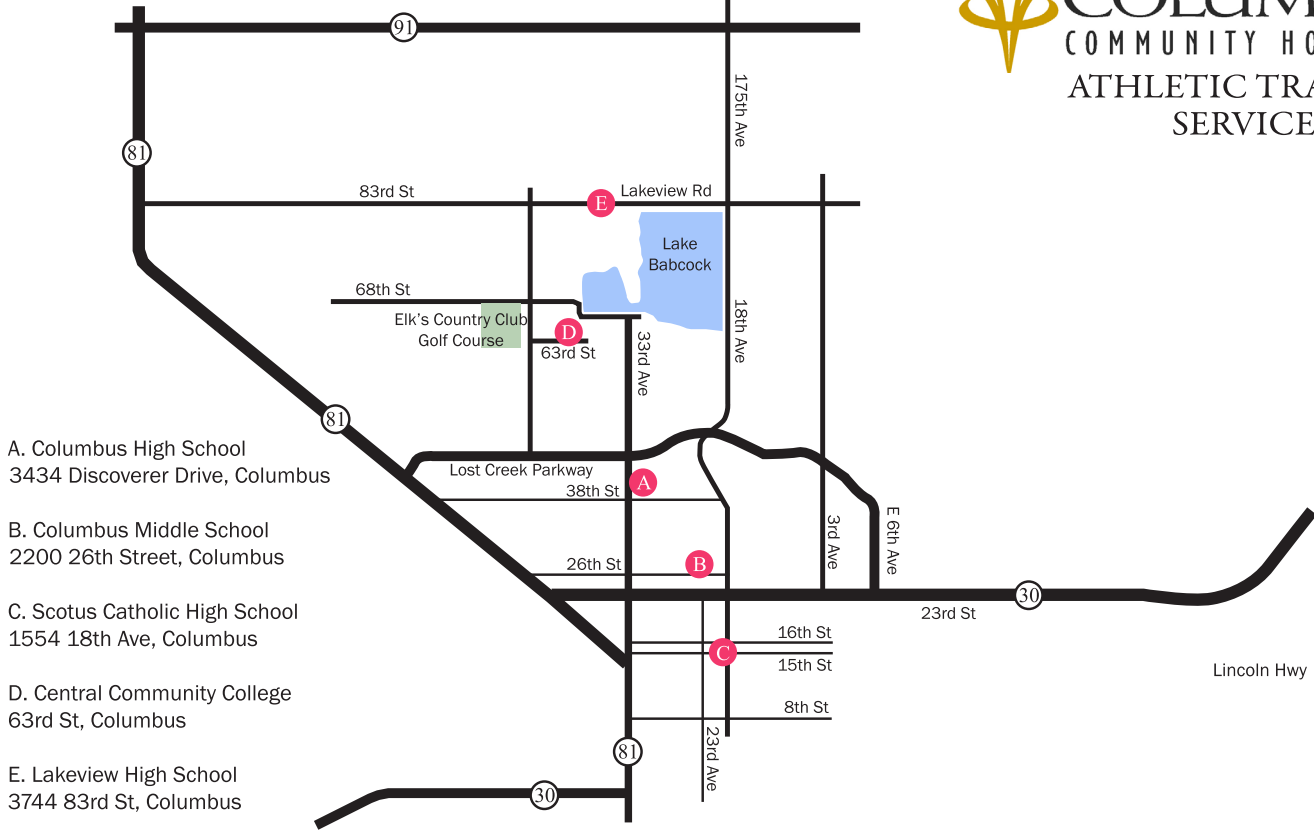 91
COLUM
COMMUNITY HO
ATHLETIC TRA
SERVICE
175th Ave
81
83rd St
Lakeview Rd
E
Lake
Babcock
68th St
18th Ave
Elk's Country Club
Golf Course
D
63rd St
33rd Ave
81
A. Columbus High School
3434 Discoverer Drive, Columbus
Lost Creek Parkway
A
38th St
B. Columbus Middle School
2200 26th Street, Columbus
26th St
B
3rd Ave
E 6th Ave
30
23rd St
C. Scotus Catholic High School
1554 18th Ave, Columbus
16th St
C
15th St
Lincoln Hwy
D. Central Community College
63rd St, Columbus
8th St
23rd Ave
81
E. Lakeview High School
3744 83rd St, Columbus
30